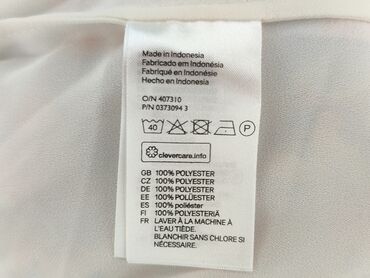 Made in Indonesia
Fabricado em Indonésia
Fabriqué en Indonésie
Hecho en Indonesia
O/N 407310
P/N 0373094 3
40 P
clevercare.info
GB 100% POLYESTER
CZ 100% POLYESTER
DE 100% POLYESTER
EE 100% POLÜESTER
ES 100% poliéster
FI 100% POLYESTERIÄ
FR LAVER À LA MACHINE À
L'EAU TIÈDE.
BLANCHIR SANS CHLORE SI
NÉCESSAIRE.